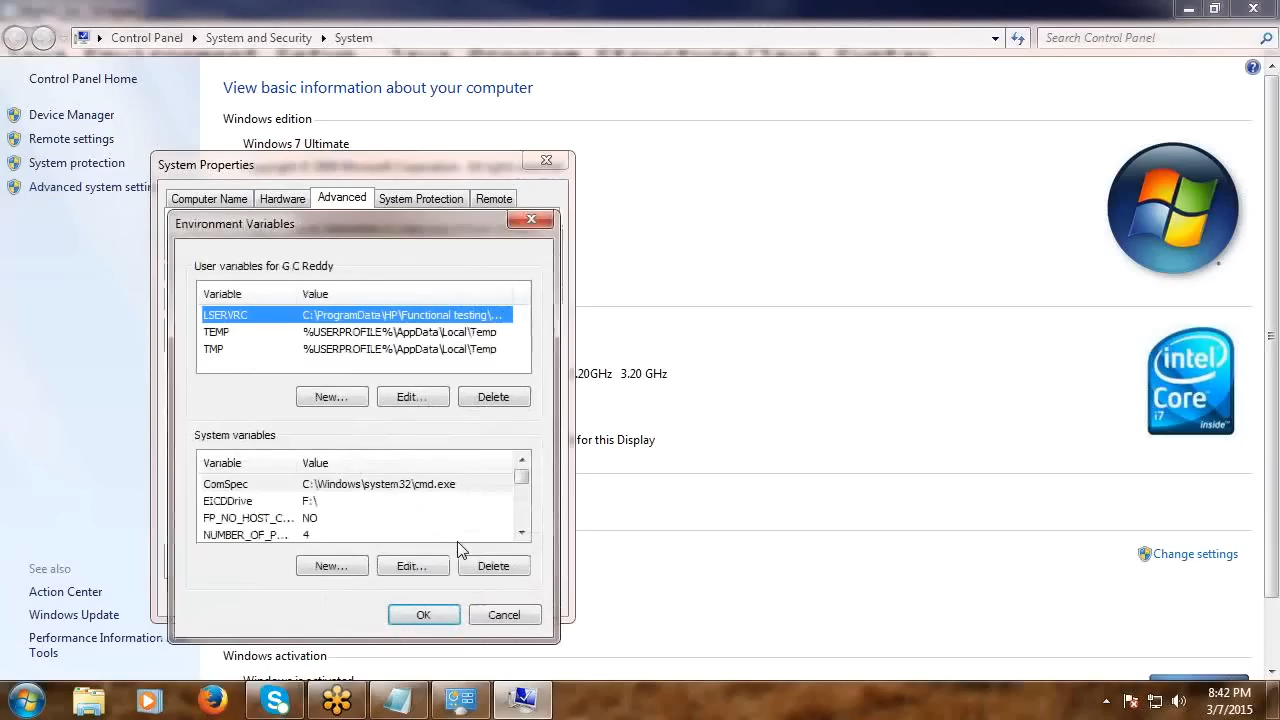 Control Panel ▸ System and Security ▸ System
Search Control Panel
Control Panel Home
Device Manager
Remote settings
System protection
Advanced system setti
View basic information about your computer
Windows edition
Windows 7 Ultimate
System Properties
Computer Name Hardware Advanced System Protection Remote
Environment Variables
User variables for G C Reddy
Variable Value
LSERVRC C:\ProgramData\HP\Functional testing\...
TEMP %USERPROFILE%\AppData\Local\Temp
TMP %USERPROFILE%\AppData\Local\Temp
New... Edit... Delete
System variables
Variable Value
ComSpec C:\Windows\system32\cmd.exe
EICDDrive F:\
FP_NO_HOST_C... NO
NUMBER_OF_P... 4
New... Edit... Delete
OK Cancel
.20GHz 3.20 GHz
for this Display
intel
Core
i7
inside™
Change settings
See also
Action Center
Windows Update
Performance Information
Tools
Windows activation
Windows is activated
8:42 PM
3/7/2015